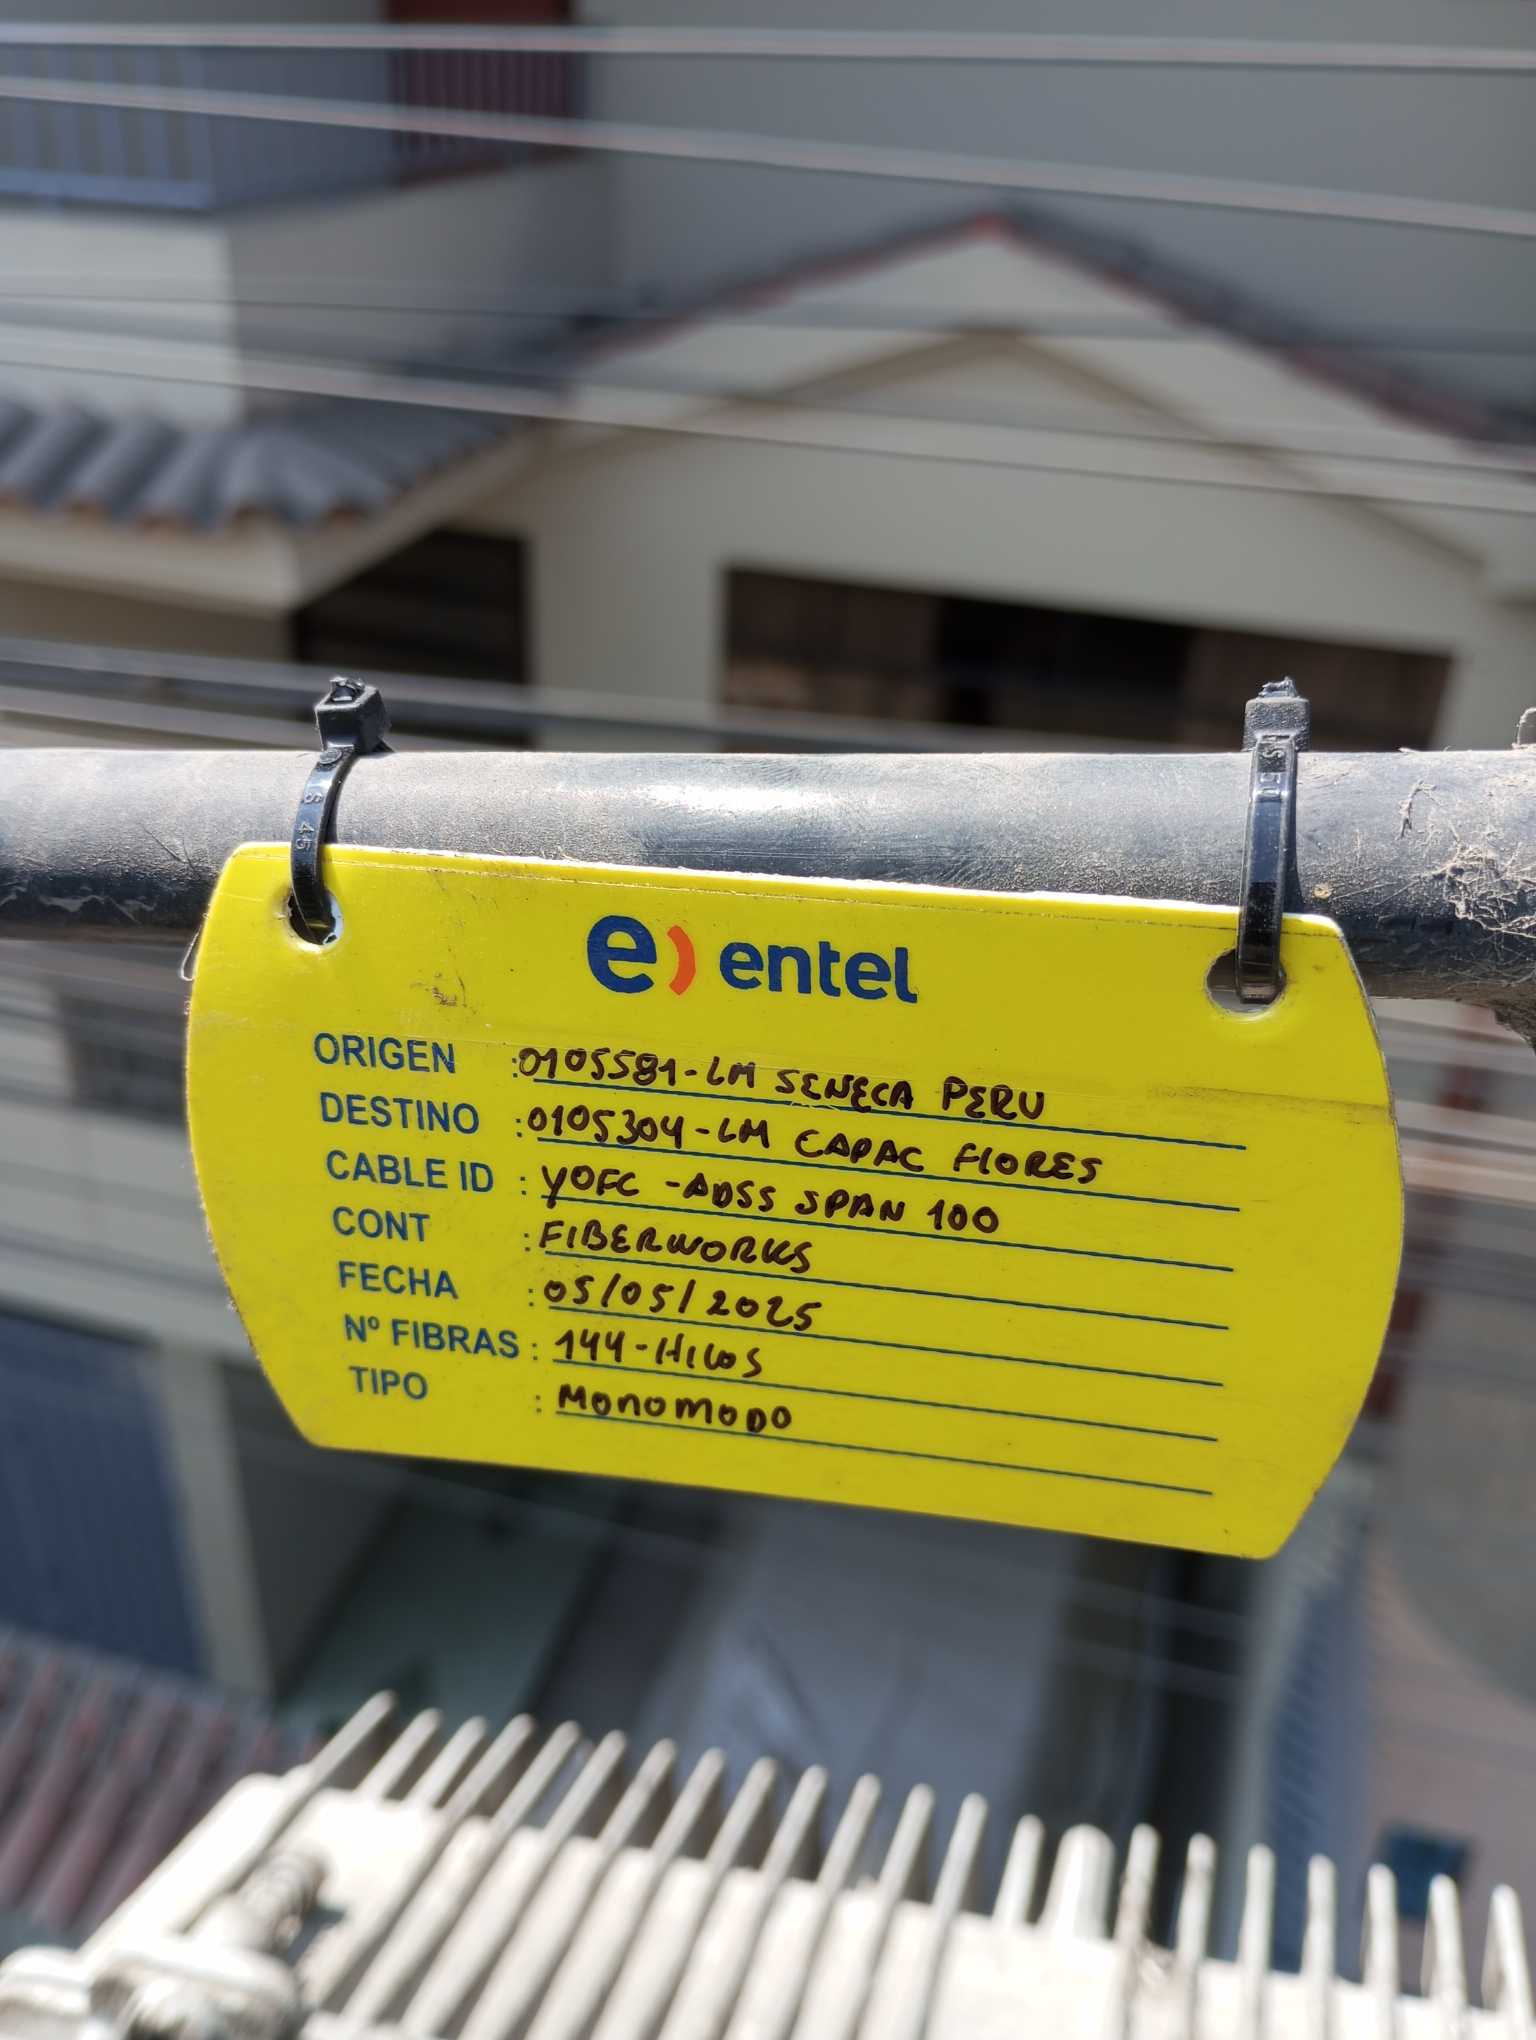 e) entel
ORIGEN : 0105581-LM SENECA PERU
DESTINO : 0105304-LM CAPAC FLORES
CABLE ID : YOFC -ADSS SPAN 100
CONT : FIBERWORKS
FECHA : 05/05/2025
Nº FIBRAS : 144-HILOS
TIPO : MONOMODO